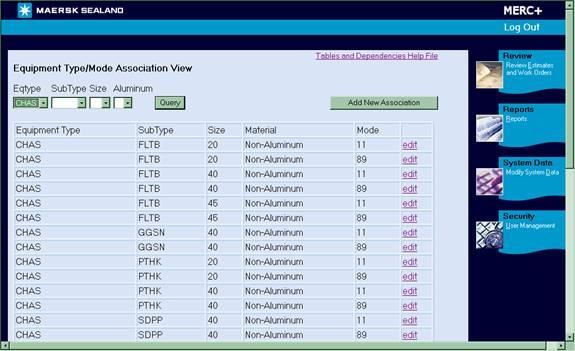 MAERSK SEALAND
MERC+
Log Out
Tables and Dependencies Help File
Equipment Type/Mode Association View
Eqtype SubType Size Aluminum
CHAS Query Add New Association
Equipment Type SubType Size Material Mode
CHAS FLTB 20 Non-Aluminum 11 edit
CHAS FLTB 20 Non-Aluminum 89 edit
CHAS FLTB 40 Non-Aluminum 11 edit
CHAS FLTB 40 Non-Aluminum 89 edit
CHAS FLTB 45 Non-Aluminum 11 edit
CHAS FLTB 45 Non-Aluminum 89 edit
CHAS GGSN 40 Non-Aluminum 11 edit
CHAS GGSN 40 Non-Aluminum 89 edit
CHAS PTHK 20 Non-Aluminum 11 edit
CHAS PTHK 20 Non-Aluminum 89 edit
CHAS PTHK 40 Non-Aluminum 11 edit
CHAS PTHK 40 Non-Aluminum 89 edit
CHAS SDPP 40 Non-Aluminum 11 edit
CHAS SDPP 40 Non-Aluminum 89 edit
Review
Review Estimates
and Work Orders
Reports
Reports
System Data
Modify System Data
Security
User Management